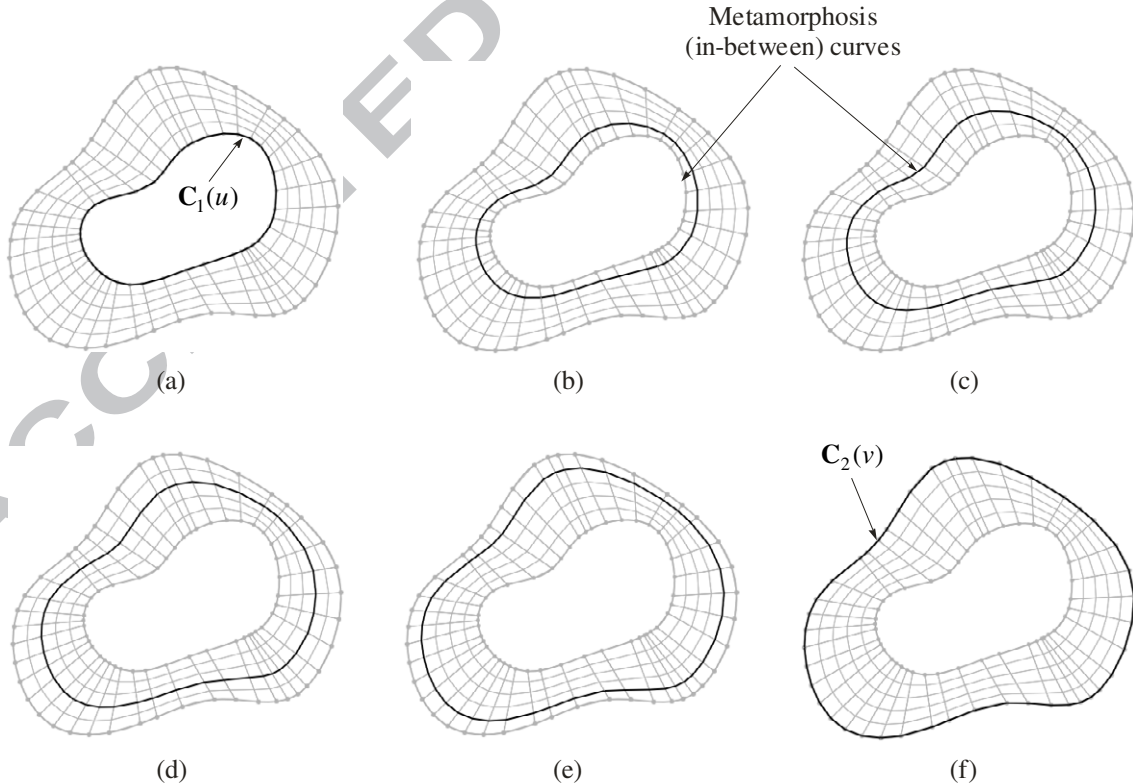 Metamorphosis
(in-between) curves
C₁(u)
(a)
(b)
(c)
C₂(v)
(d)
(e)
(f)